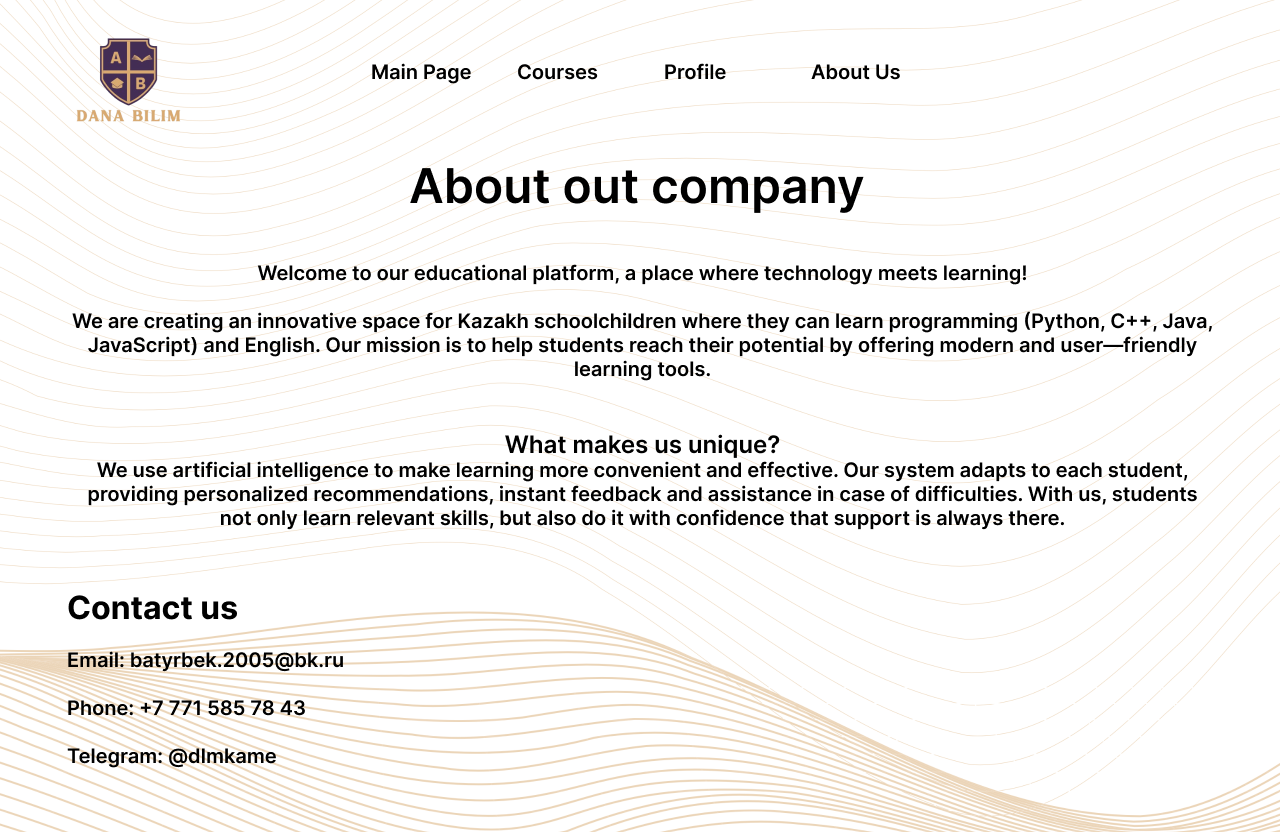 A
B
DANA BILIM
Main Page Courses Profile About Us
About out company
Welcome to our educational platform, a place where technology meets learning!
We are creating an innovative space for Kazakh schoolchildren where they can learn programming (Python, C++, Java,
JavaScript) and English. Our mission is to help students reach their potential by offering modern and user—friendly
learning tools.
What makes us unique?
We use artificial intelligence to make learning more convenient and effective. Our system adapts to each student,
providing personalized recommendations, instant feedback and assistance in case of difficulties. With us, students
not only learn relevant skills, but also do it with confidence that support is always there.
Contact us
Email: batyrbek.2005@bk.ru
Phone: +7 771 585 78 43
Telegram: @dlmkame